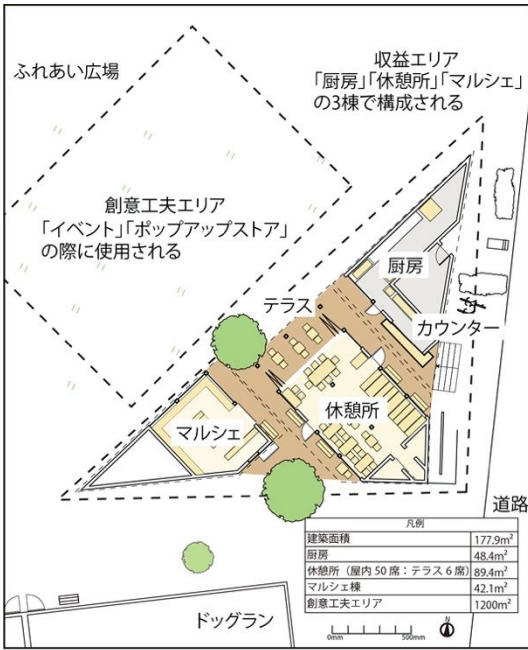 ふれあい広場
収益エリア
「厨房」「休憩所」「マルシェ」
の3棟で構成される
創意工夫エリア
「イベント」「ポップアップストア」
の際に使用される
厨房
テラス
カウンター
休憩所
マルシェ
道路
凡例
建築面積 177.9m²
厨房 48.4m²
休憩所（屋内 50 席：テラス 6 席） 89.4m²
マルシェ棟 42.1m²
創意工夫エリア 1200m²
ドッグラン
0mm 500mm
N